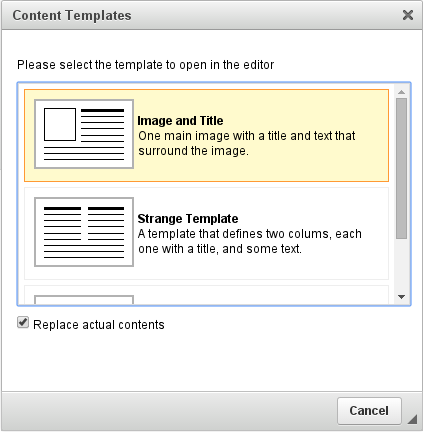 Content Templates
Please select the template to open in the editor
Image and Title
One main image with a title and text that
surround the image.
Strange Template
A template that defines two colums, each
one with a title, and some text.
Replace actual contents
Cancel